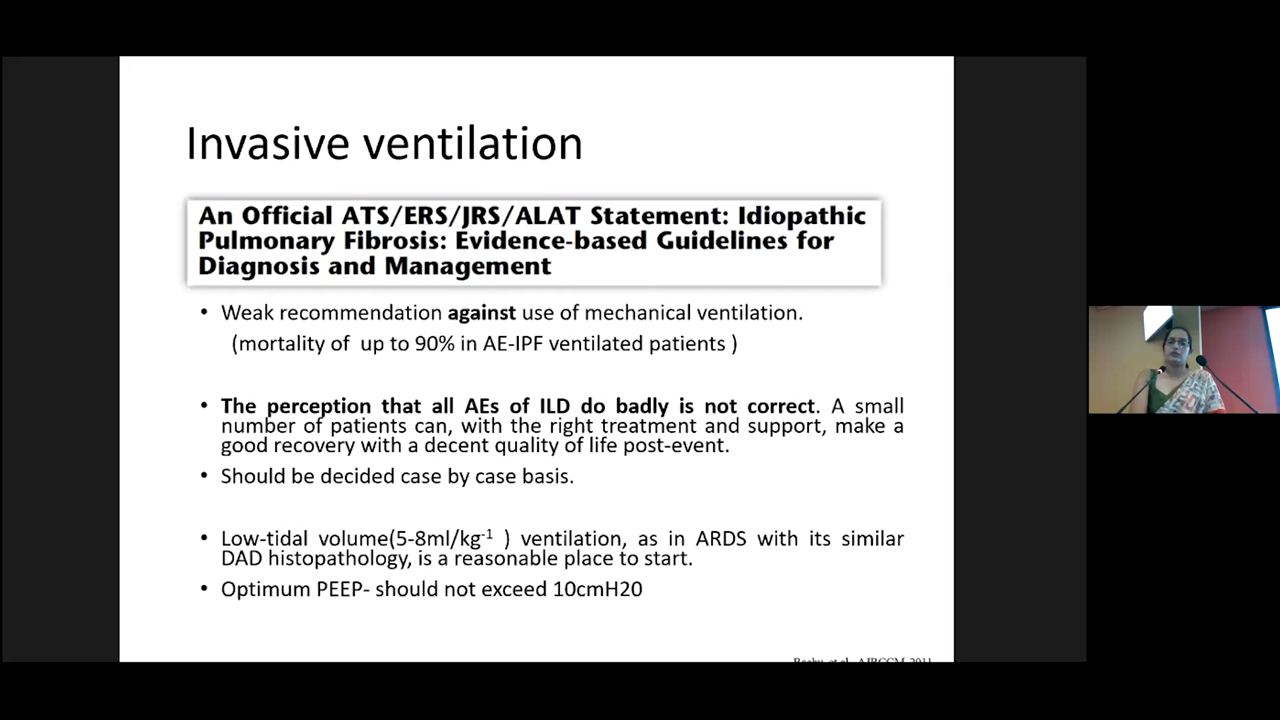 Invasive ventilation
An Official ATS/ERS/JRS/ALAT Statement: Idiopathic
Pulmonary Fibrosis: Evidence-based Guidelines for
Diagnosis and Management
• Weak recommendation against use of mechanical ventilation.
(mortality of up to 90% in AE-IPF ventilated patients )
• The perception that all AEs of ILD do badly is not correct. A small
number of patients can, with the right treatment and support, make a
good recovery with a decent quality of life post-event.
• Should be decided case by case basis.
• Low-tidal volume(5-8ml/kg-1 ) ventilation, as in ARDS with its similar
DAD histopathology, is a reasonable place to start.
• Optimum PEEP- should not exceed 10cmH20